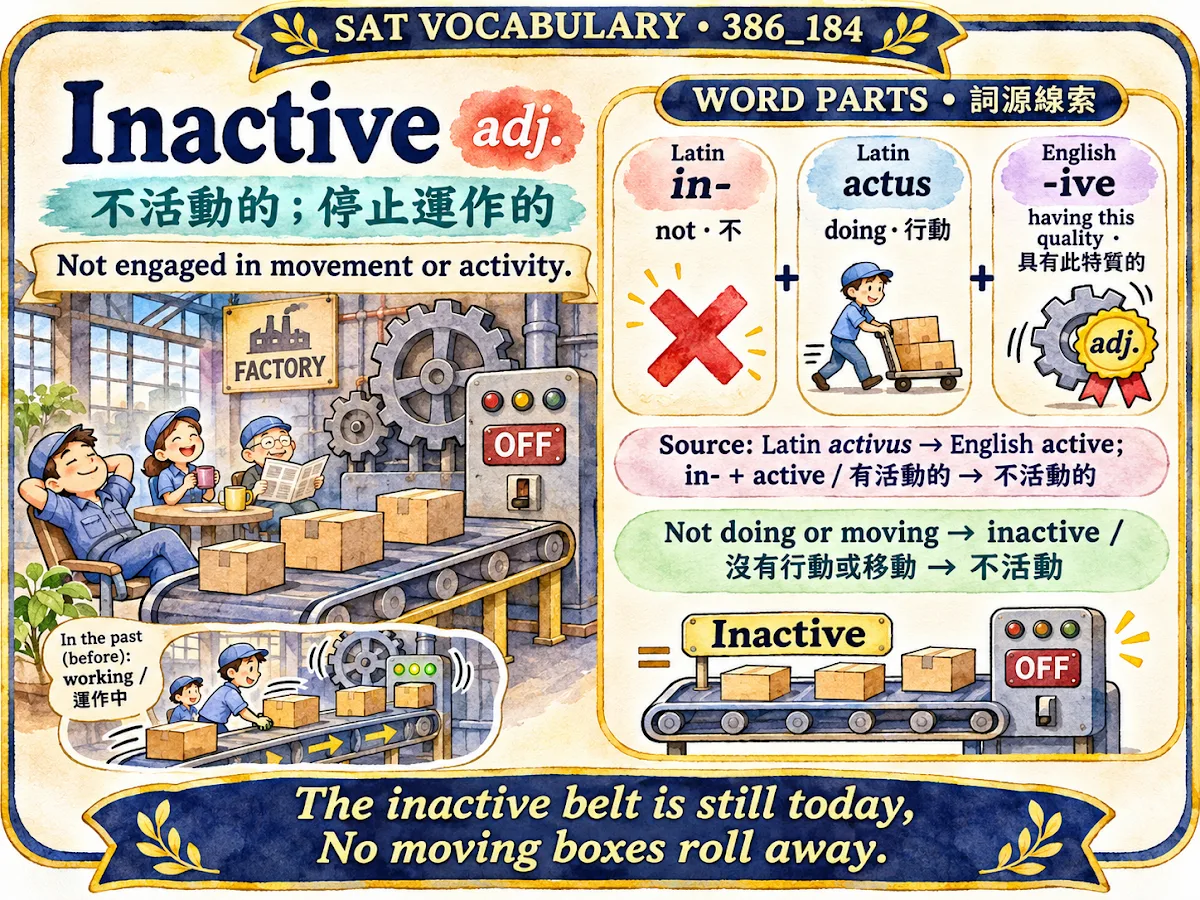 SAT VOCABULARY • 386_184
Inactive adj.
不活動的；停止運作的
Not engaged in movement or activity.
FACTORY
OFF
In the past
(before):
working /
運作中
WORD PARTS • 詞源線索
Latin
in-
not · 不
+
Latin
actus
doing · 行動
+
English
-ive
having this
quality ·
具有此特質的
adj.
Source: Latin activus → English active;
in- + active / 有活動的 → 不活動的
Not doing or moving → inactive /
沒有行動或移動 → 不活動
=
Inactive
OFF
The inactive belt is still today,
No moving boxes roll away.